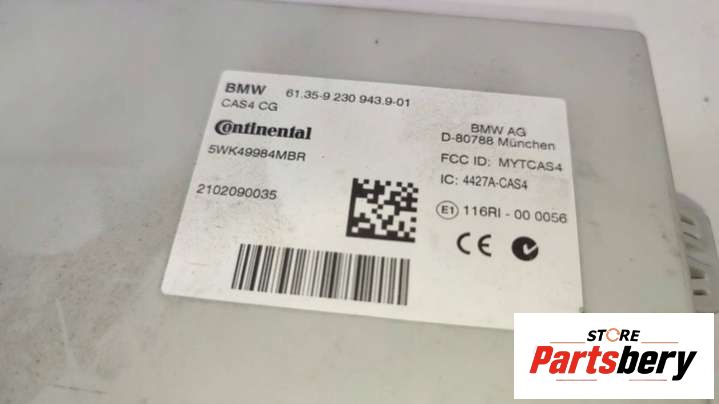 BMW 61.35-9 230 943.9-01
CAS4 CG
Continental
5WK49984MBR
2102090035
BMW AG
D-80788 München
FCC ID: MYTCAS4
IC: 4427A-CAS4
E1 116RI - 00 0056
CE
STORE
Partsbery